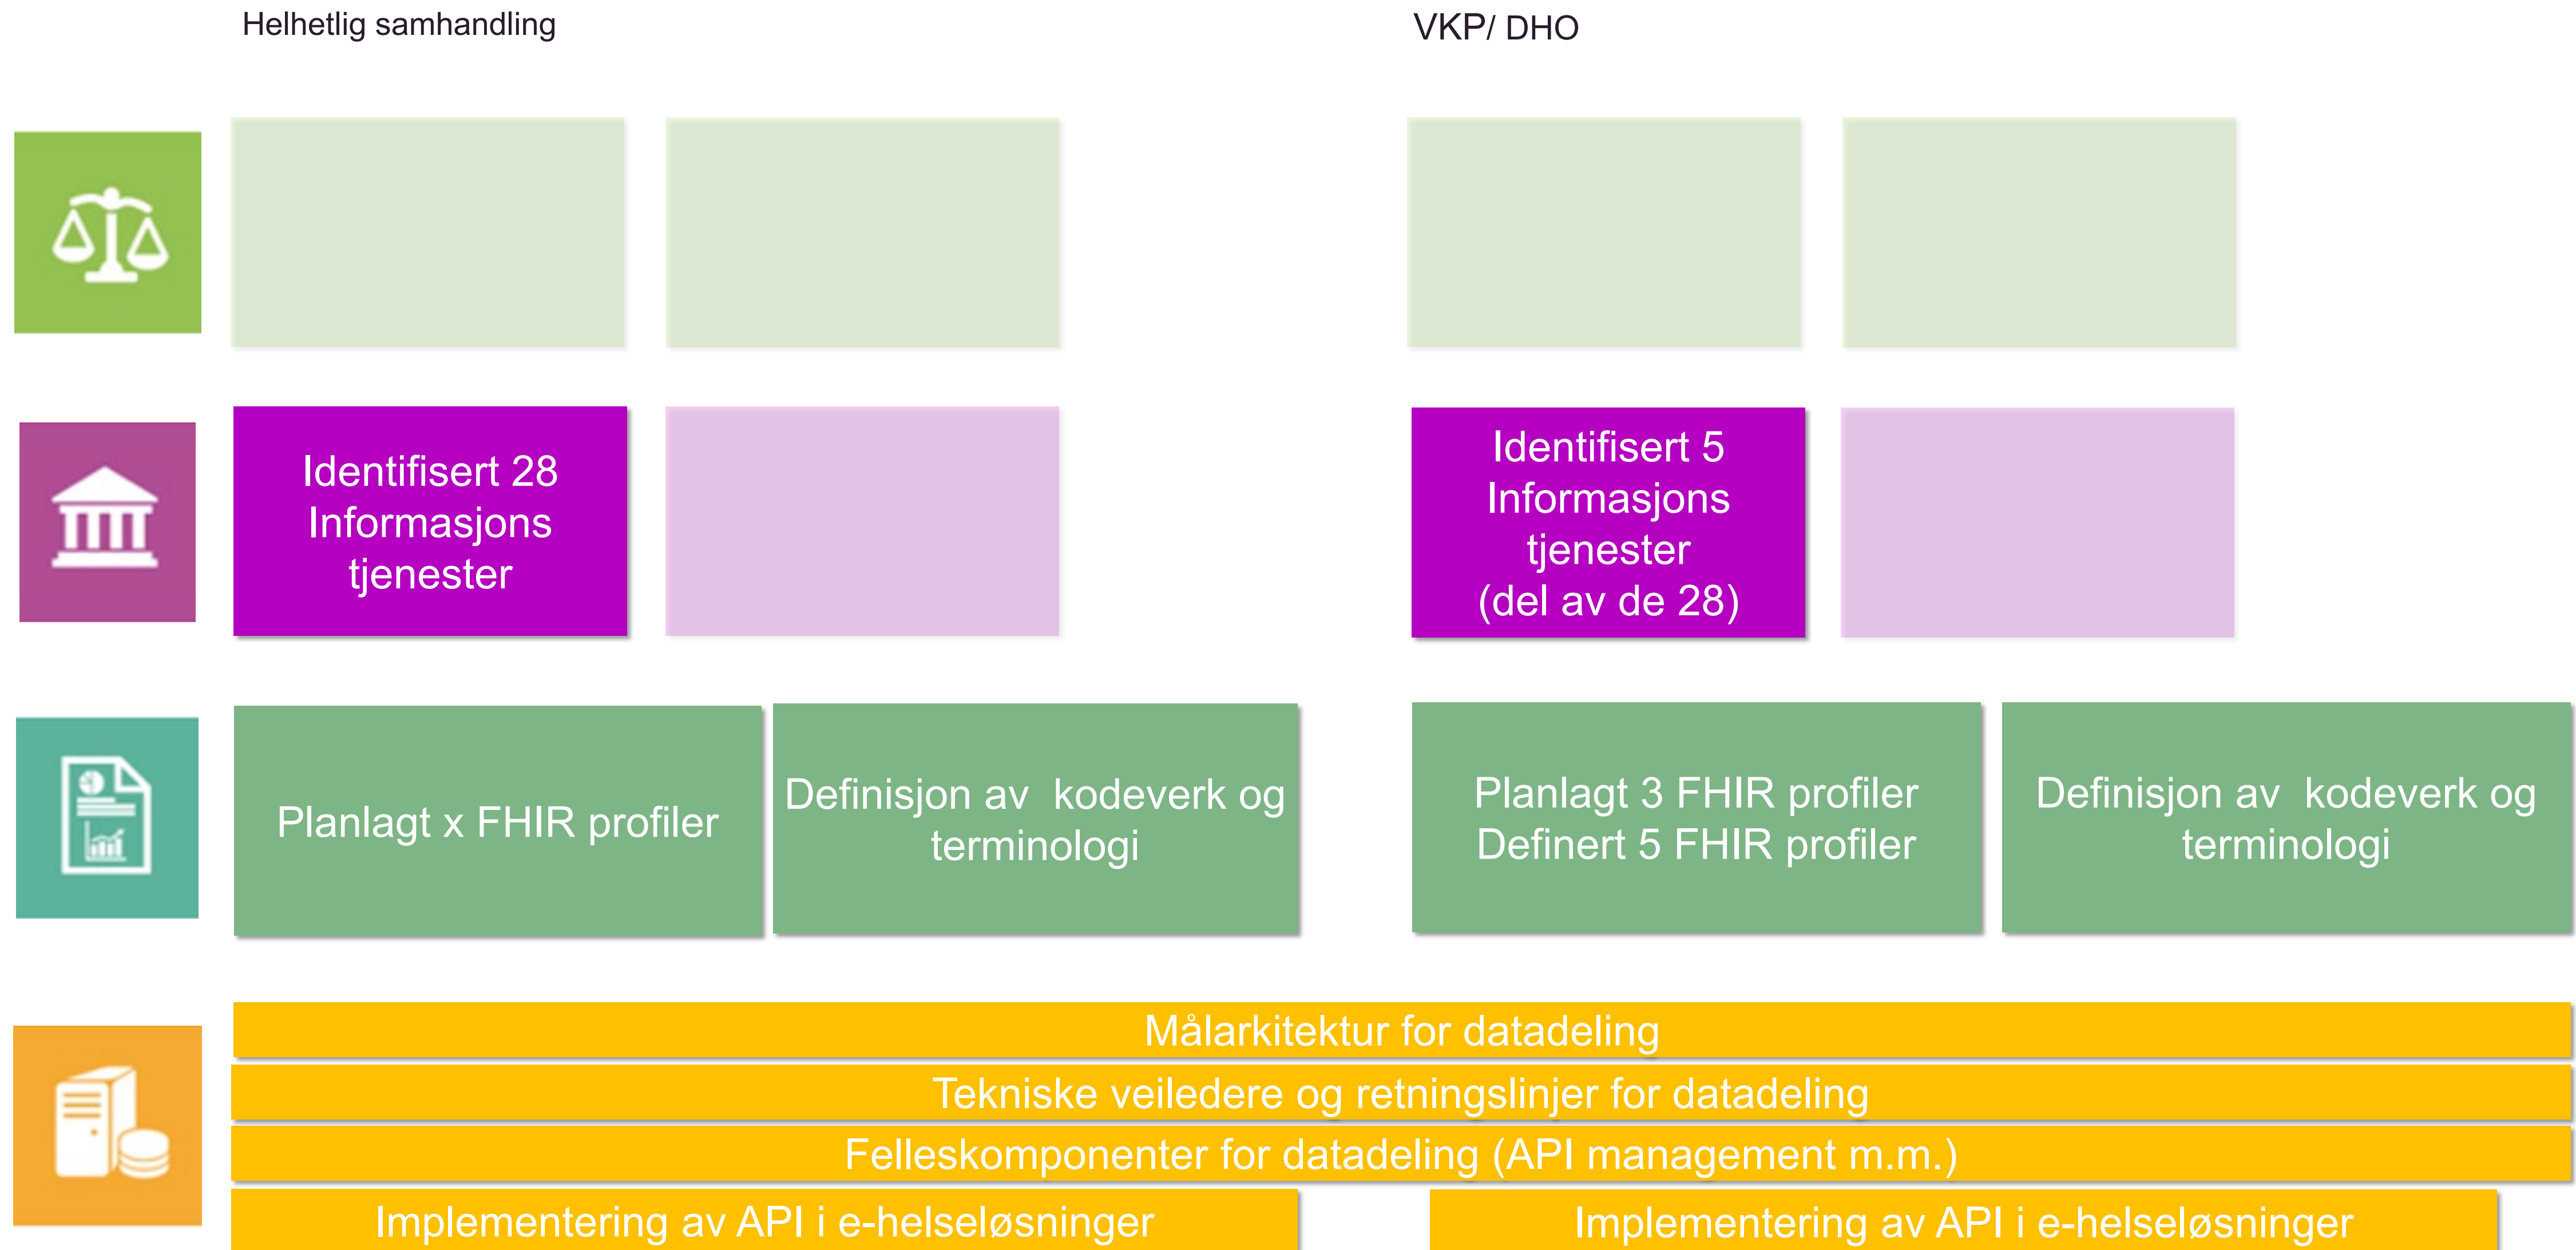 Helhetlig samhandling
VKP/ DHO
Identifisert 28
Informasjons
tjenester
Identifisert 5
Informasjons
tjenester
(del av de 28)
Planlagt x FHIR profiler
Definisjon av  kodeverk og
terminologi
Planlagt 3 FHIR profiler
Definert 5 FHIR profiler
Definisjon av  kodeverk og
terminologi
Målarkitektur for datadeling
Tekniske veiledere og retningslinjer for datadeling
Felleskomponenter for datadeling (API management m.m.)
Implementering av API i e-helseløsninger
Implementering av API i e-helseløsninger